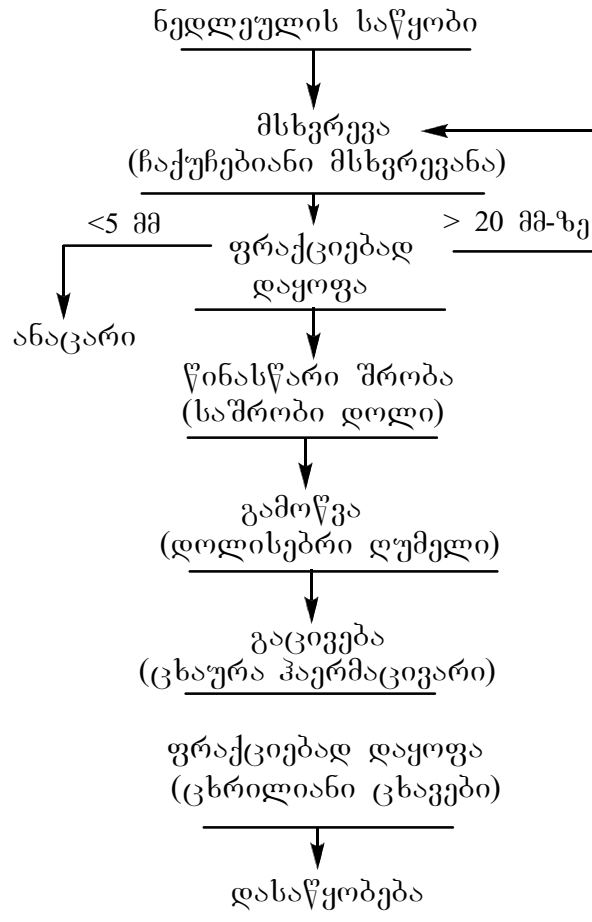 ნედლეულის საწყობი
მსხვრევა
(ჩაქუჩებიანი მსხვრევანა)
<5 მმ
> 20 მმ-ზე
ფრაქციებად
დაყოფა
ანაცარი
წინასწარი შრობა
(საშრობი დოლი)
გამოწვა
(დოლისებრი ღუმელი)
გაცივება
(ცხაურა ჰაერმაცივარი)
ფრაქციებად დაყოფა
(ცხრილიანი ცხავები)
დასაწყობება